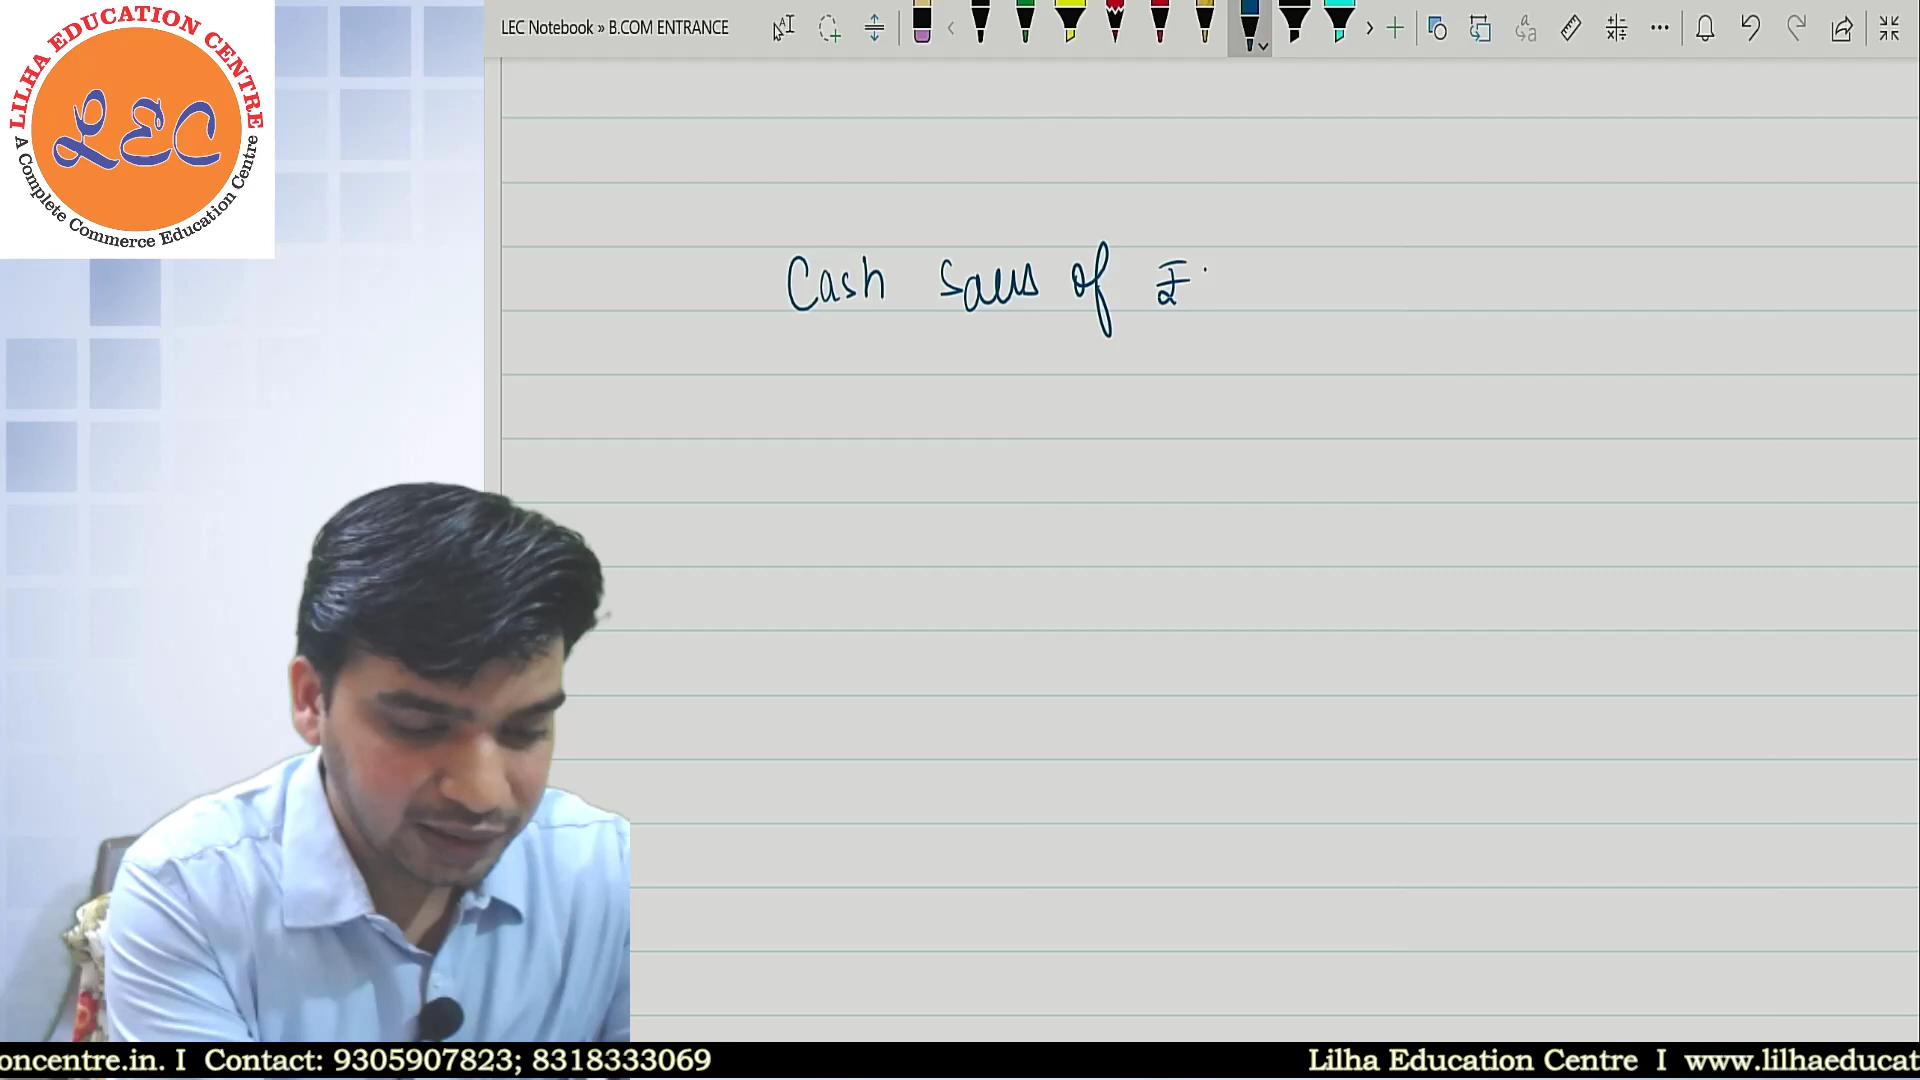 LILHA EDUCATION CENTRE
LEC
A Complete Commerce Education Centre
LEC Notebook » B.COM ENTRANCE
Cash Sales of ₹
oncentre.in. I Contact: 9305907823; 8318333069
Lilha Education Centre I www.lilhaeducat